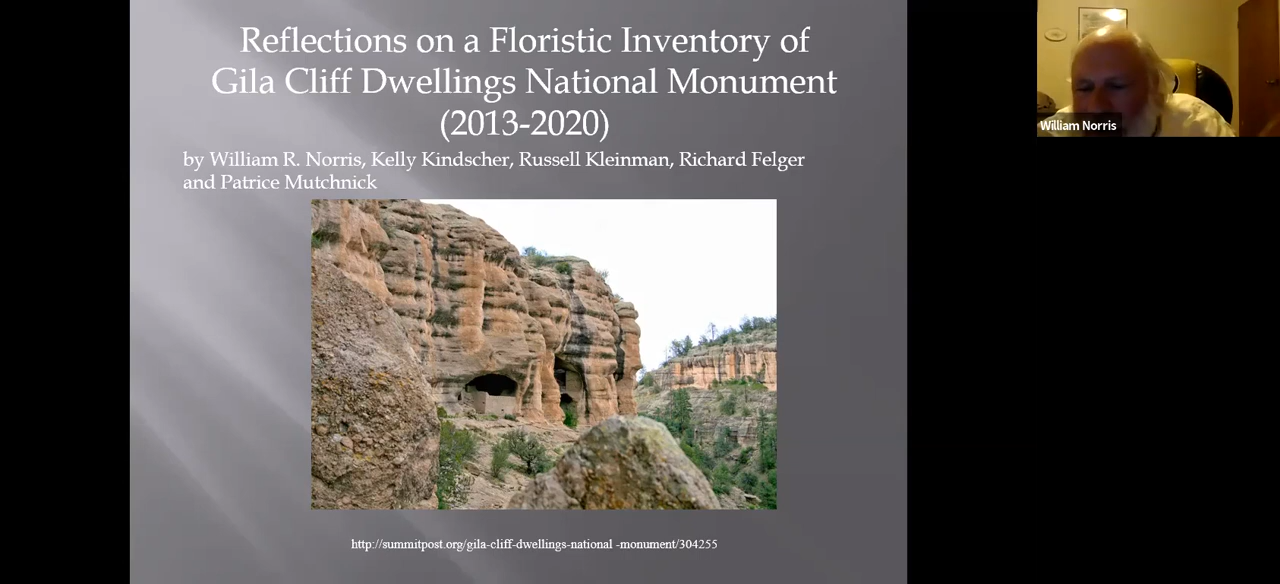 Reflections on a Floristic Inventory of
Gila Cliff Dwellings National Monument
(2013-2020)
by William R. Norris, Kelly Kindscher, Russell Kleinman, Richard Felger
and Patrice Mutchnick
William Norris
http://summitpost.org/gila-cliff-dwellings-national -monument/304255